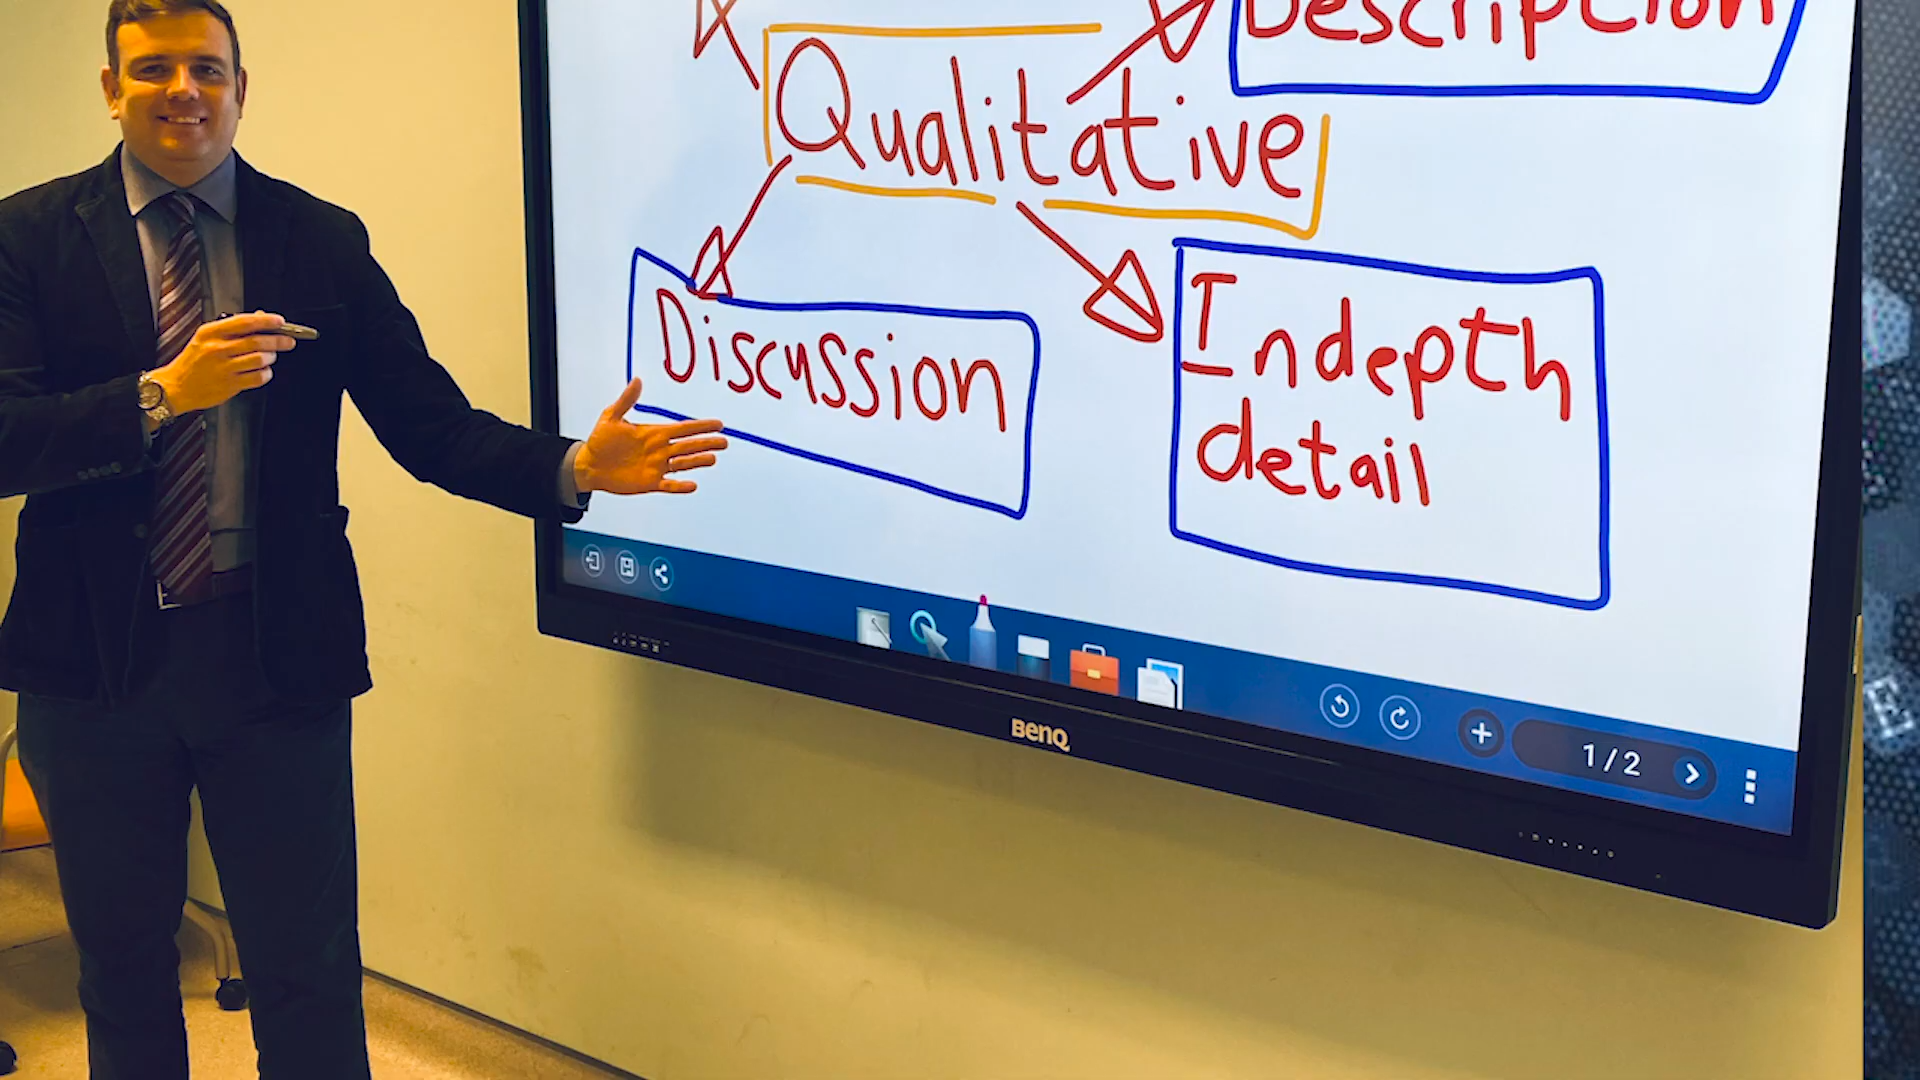 Description
Qualitative
Discussion
Indepth
detail
BenQ
1/2